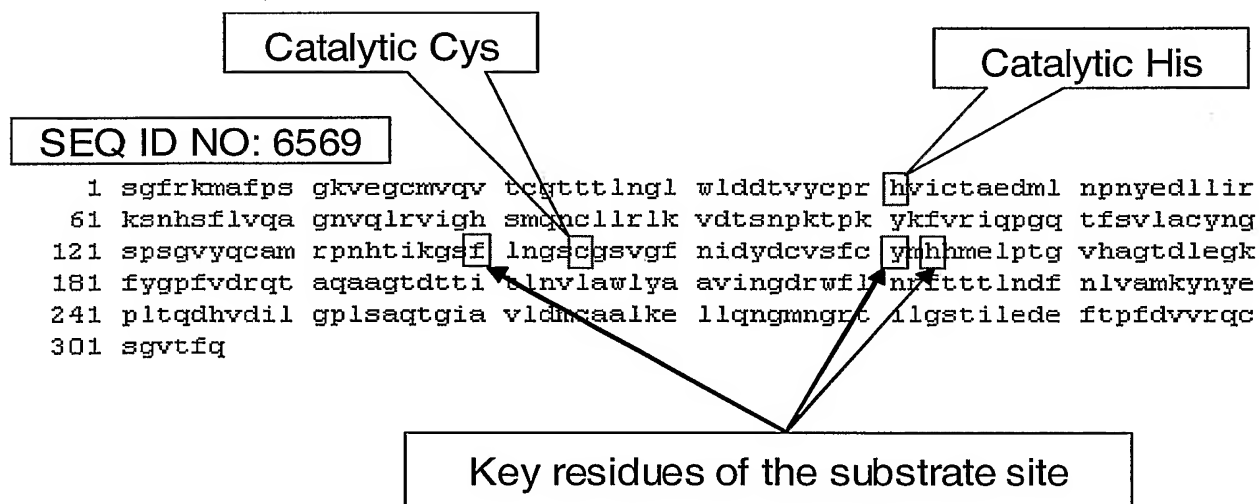 Catalytic Cys
Catalytic His
SEQ ID NO: 6569
1 sgfrkmafps gkvegcmvqv tcgtttlngl wlddtvycpr hvictaedml npnyedllir
61 ksnhsflvqa gnvqlrvigh smqncllrlk vdtsnpktpk ykfvriqpgq tfsvlacyng
121 spsgvyqcam rpnhtikgsf lngscgsvgf nidydcvsfc ymhhmelptg vhagtdlegk
181 fygpfvdrqt aqaagtdtti tlnvlawlya avingdrwfl nrftttlndf nlvamkynye
241 pltqdhvdil gplsaqtgia vldmcaalke llqngmngrt ilgstilede ftpfdvvrqc
301 sgvtfq
Key residues of the substrate site